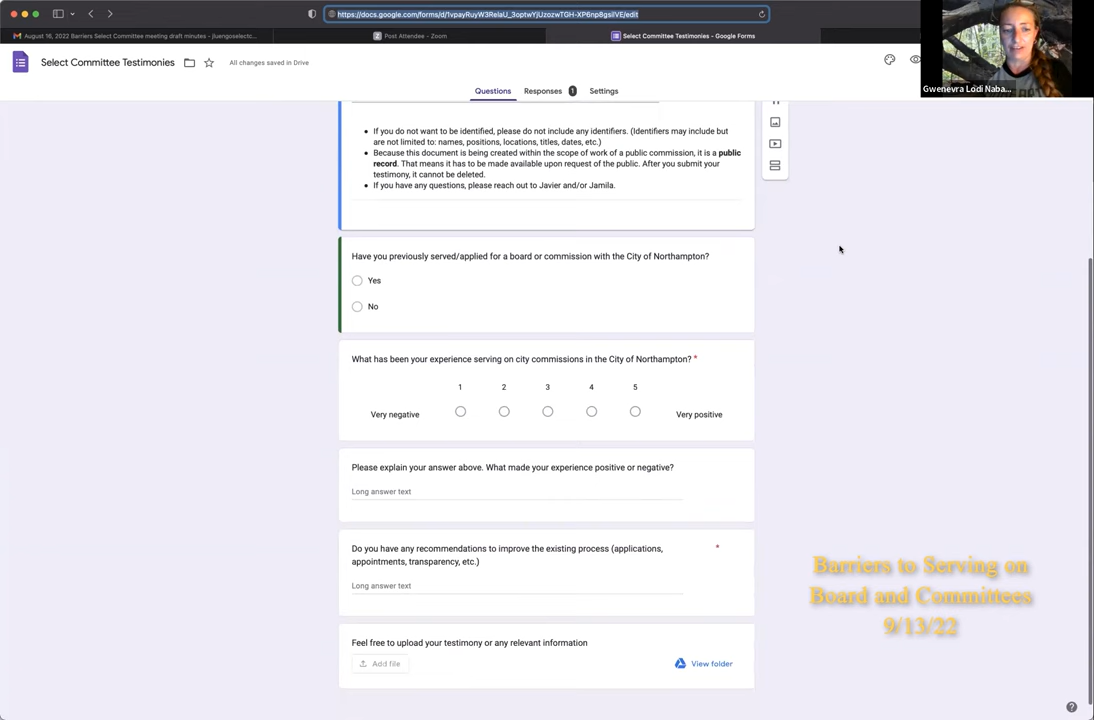 https://docs.google.com/forms/d/1vpayRuyW3RelaU_3optwYjUzozwTGH-XP6np8gsilVE/edit
August 16, 2022 Barriers Select Committee meeting draft minutes - jluengoselectc...
Post Attendee - Zoom
Select Committee Testimonies - Google Forms
Select Committee Testimonies
All changes saved in Drive
Gwenevra Lodi Naba...
Questions
Responses
1
Settings
If you do not want to be identified, please do not include any identifiers. (Identifiers may include but
are not limited to: names, positions, locations, titles, dates, etc.)
Because this document is being created within the scope of work of a public commission, it is a public
record. That means it has to be made available upon request of the public. After you submit your
testimony, it cannot be deleted.
If you have any questions, please reach out to Javier and/or Jamila.
Have you previously served/applied for a board or commission with the City of Northampton?
Yes
No
What has been your experience serving on city commissions in the City of Northampton? *
1 2 3 4 5
Very negative
Very positive
Please explain your answer above. What made your experience positive or negative?
Long answer text
Do you have any recommendations to improve the existing process (applications, *
appointments, transparency, etc.)
Long answer text
Feel free to upload your testimony or any relevant information
Add file
View folder
Barriers to Serving on
Board and Committees
9/13/22